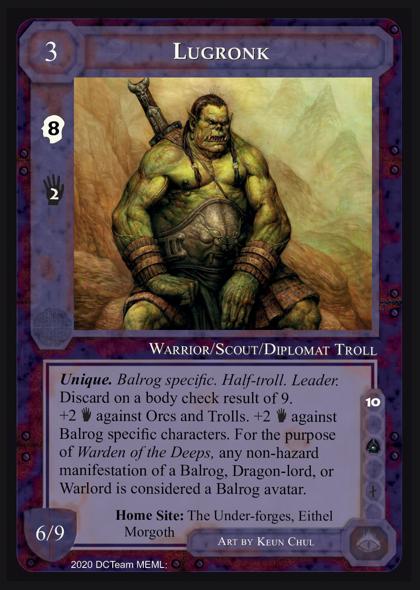 3
Lugronk
8
2
Warrior/Scout/Diplomat Troll
Unique. Balrog specific. Half-troll. Leader.
Discard on a body check result of 9.
+2 against Orcs and Trolls. +2 against
Balrog specific characters. For the purpose
of Warden of the Deeps, any non-hazard
manifestation of a Balrog, Dragon-lord, or
Warlord is considered a Balrog avatar.
10
Home Site: The Under-forges, Eithel
Morgoth
6/9
Art by Keun Chul
2020 DCTeam MEML: